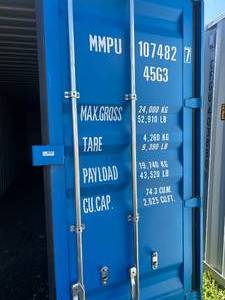 MMPU 107482 7
45G3
MAX.GROSS 24,000 KG
52,910 LB
TARE 4,260 KG
9,390 LB
PAYLOAD 19,740 KG
43,520 LB
CU.CAP. 74.3 CU.M.
2,625 CU.FT.